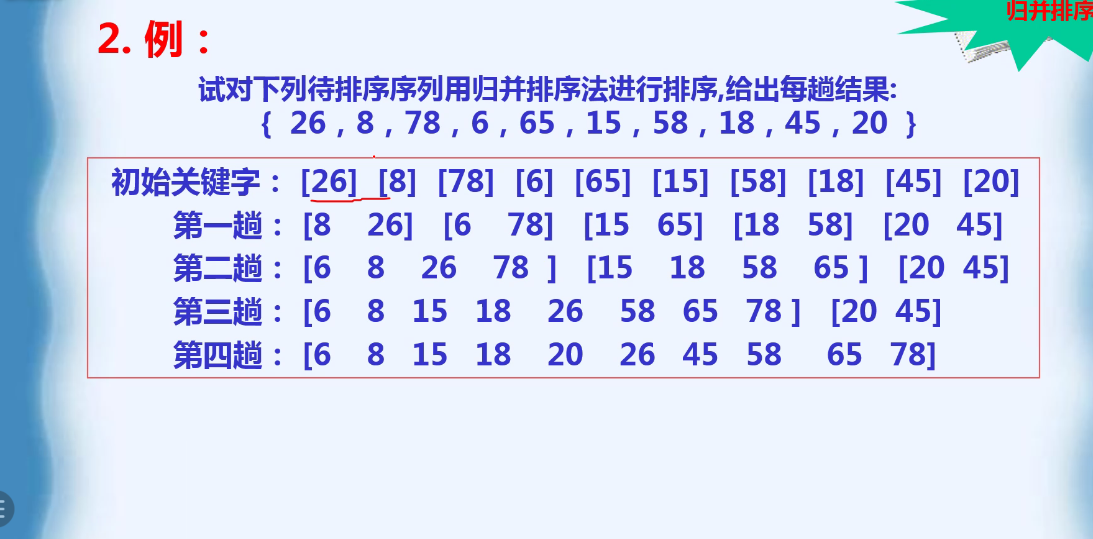 归并排序
2. 例：
试对下列待排序序列用归并排序法进行排序,给出每趟结果:
{ 26，8，78，6，65，15，58，18，45，20 }
初始关键字： [26] [8] [78] [6] [65] [15] [58] [18] [45] [20]
第一趟： [8 26] [6 78] [15 65] [18 58] [20 45]
第二趟： [6 8 26 78 ] [15 18 58 65 ] [20 45]
第三趟： [6 8 15 18 26 58 65 78 ] [20 45]
第四趟： [6 8 15 18 20 26 45 58 65 78]